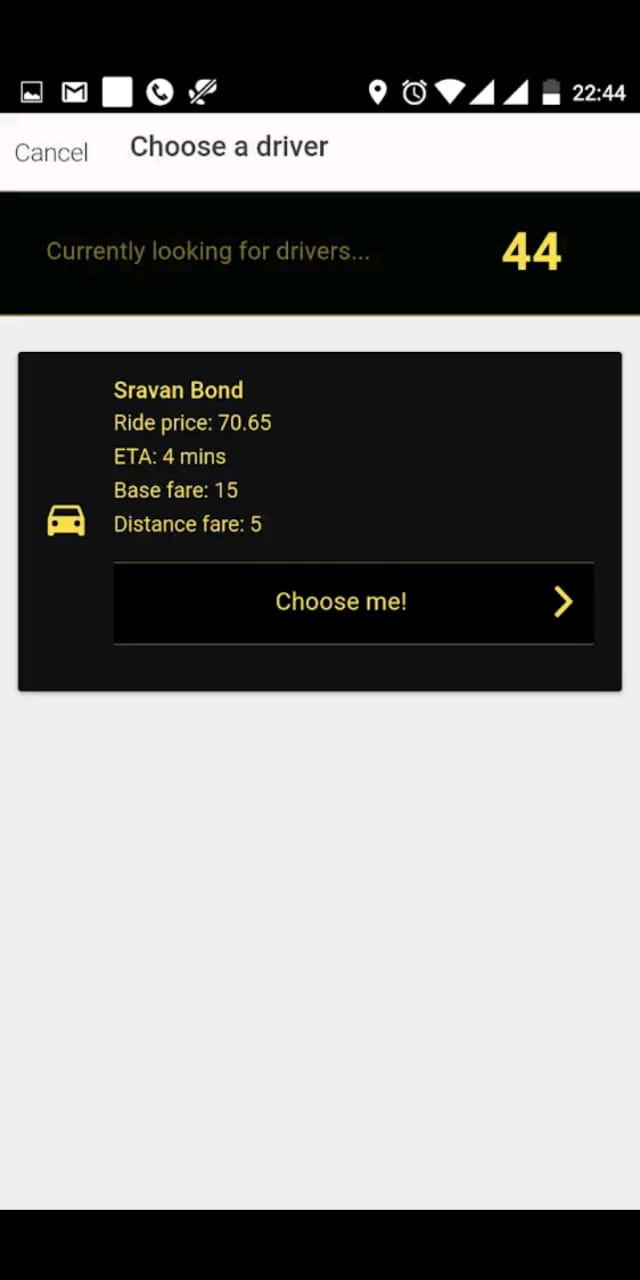 22:44
Cancel
Choose a driver
Currently looking for drivers...
44
Sravan Bond
Ride price: 70.65
ETA: 4 mins
Base fare: 15
Distance fare: 5
Choose me!